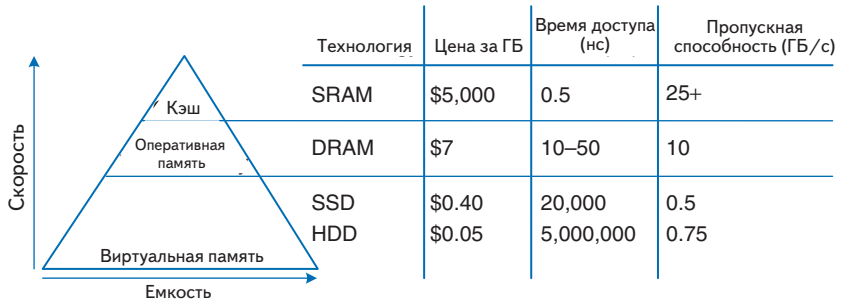 Технология
Цена за ГБ
Время доступа
(нс)
Пропускная
способность (ГБ/с)
SRAM
$5,000
0.5
25+
DRAM
$7
10–50
10
SSD
$0.40
20,000
0.5
HDD
$0.05
5,000,000
0.75
Скорость
Кэш
Оперативная
память
Виртуальная память
Емкость